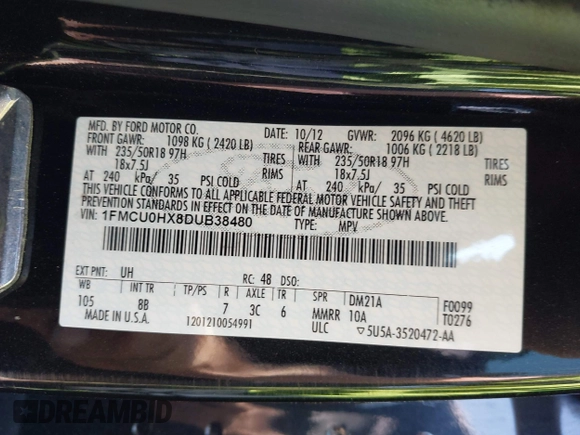 MFD. BY FORD MOTOR CO.
DATE: 10/12 GVWR: 2096 KG ( 4620 LB)
FRONT GAWR: 1098 KG ( 2420 LB) REAR GAWR: 1006 KG ( 2218 LB)
WITH 235/50R18 97H TIRES WITH 235/50R18 97H TIRES
18x7.5J RIMS 18x7.5J RIMS
AT 240 kPa/ 35 PSI COLD AT 240 kPa/ 35 PSI COLD
THIS VEHICLE CONFORMS TO ALL APPLICABLE FEDERAL MOTOR VEHICLE SAFETY AND THEFT
PREVENTION STANDARDS IN EFFECT ON THE DATE OF MANUFACTURE SHOWN ABOVE.
VIN: 1FMCU0HX8DUB38480 TYPE: MPV
EXT PNT: UH RC: 48 DSO:
WB INT TR TP/PS R AXLE TR SPR DM21A F0099
105 8B 7 3C 6 MMRR 10A T0276
MADE IN U.S.A. 1201210054991 ULC ▽5U5A-3520472-AA
DREAMBID